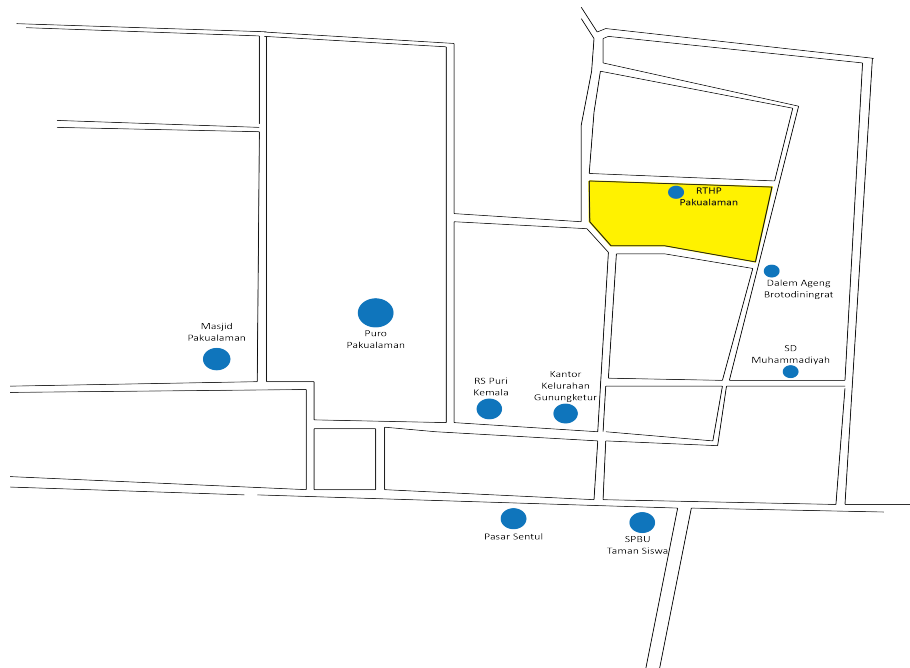 RTHP
Pakualaman
Dalem Ageng
Brotodiningrat
Masjid
Pakualaman
Puro
Pakualaman
SD
Muhammadiyah
RS Puri
Kemala
Kantor
Kelurahan
Gunungketur
Pasar Sentul
SPBU
Taman Siswa